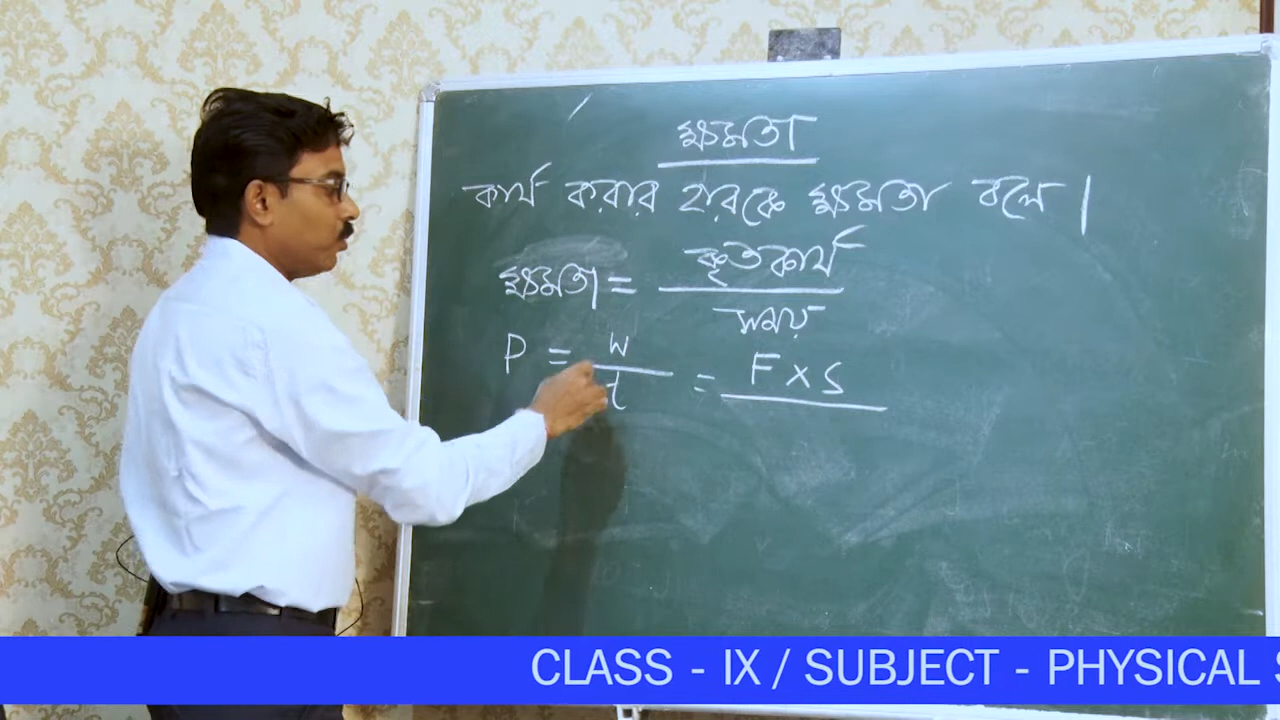 ক্ষমতা
কার্য করার হারকে ক্ষমতা বলে।
ক্ষমতা = কৃতকার্য / সময়
P = W / t = F × S
CLASS - IX / SUBJECT - PHYSICAL S